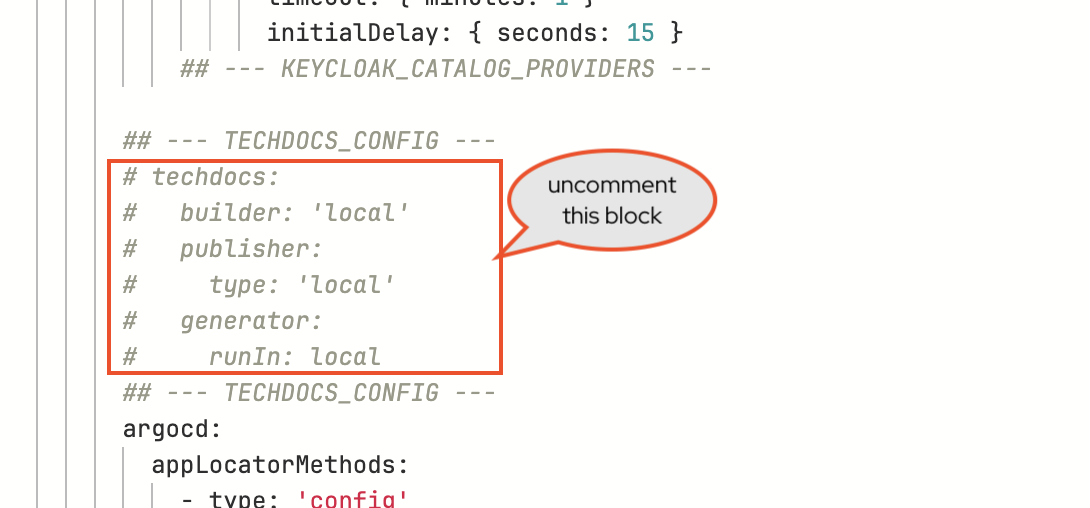 timeout: { minutes: 1 }
initialDelay: { seconds: 15 }
## --- KEYCLOAK_CATALOG_PROVIDERS ---
## --- TECHDOCS_CONFIG ---
# techdocs:
#   builder: 'local'
#   publisher:
#     type: 'local'
#   generator:
#     runIn: local
## --- TECHDOCS_CONFIG ---
argocd:
  appLocatorMethods:
    - type: 'config'
uncomment
this block